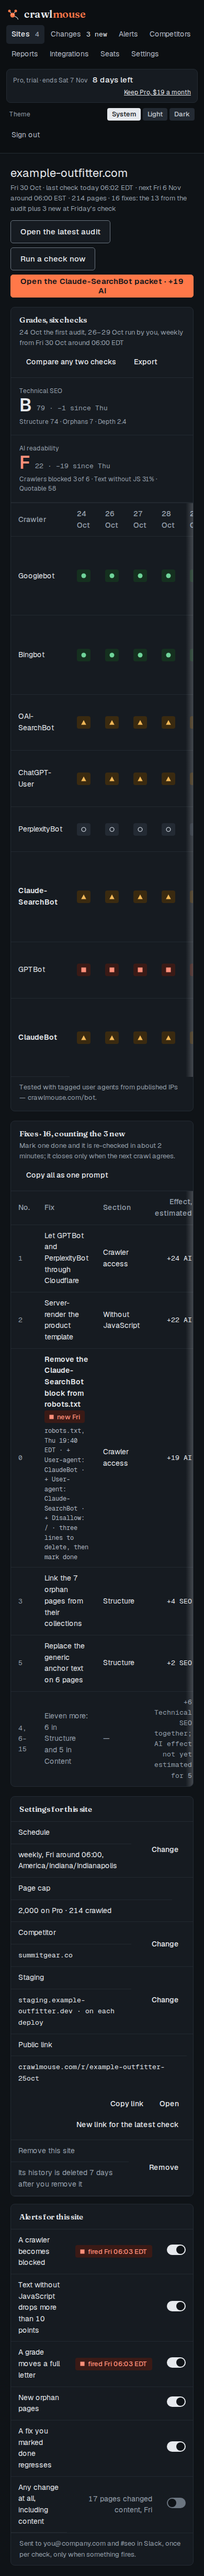 crawlmouse
Sites 4
Changes 3 new
Alerts
Competitors
Reports
Integrations
Seats
Settings
Pro, trial · ends Sat 7 Nov 8 days left
Keep Pro, $19 a month
Theme
System
Light
Dark
Sign out
example-outfitter.com
Fri 30 Oct · last check today 06:02 EDT · next Fri 6 Nov
around 06:00 EST · 214 pages · 16 fixes: the 13 from the
audit plus 3 new at Friday's check
Open the latest audit
Run a check now
Open the Claude-SearchBot packet · +19
AI
Grades, six checks
24 Oct the first audit, 26–29 Oct run by you, weekly
from Fri 30 Oct around 06:00 EDT
Compare any two checks
Export
Technical SEO
B 79 · -1 since Thu
Structure 74 · Orphans 7 · Depth 2.4
AI readability
F 22 · -19 since Thu
Crawlers blocked 3 of 6 · Text without JS 31% ·
Quotable 58
Crawler
24 Oct
26 Oct
27 Oct
28 Oct
Googlebot
Bingbot
OAI-
SearchBot
ChatGPT-
User
PerplexityBot
Claude-
SearchBot
GPTBot
ClaudeBot
Tested with tagged user agents from published IPs
— crawlmouse.com/bot.
Fixes · 16, counting the 3 new
Mark one done and it is re-checked in about 2
minutes; it closes only when the next crawl agrees.
Copy all as one prompt
No.
Fix
Section
Effect,
estimated
1
Let GPTBot
and
PerplexityBot
through
Cloudflare
Crawler
access
+24 AI
2
Server-
render the
product
template
Without
JavaScript
+22 AI
0
Remove the
Claude-
SearchBot
block from
robots.txt
new Fri
robots.txt,
Thu 19:40
EDT · +
User-agent:
ClaudeBot ·
+ User-
agent:
Claude-
SearchBot ·
+ Disallow:
/ · three
lines to
delete, then
mark done
Crawler
access
+19 AI
3
Link the 7
orphan
pages from
their
collections
Structure
+4 SEO
5
Replace the
generic
anchor text
on 6 pages
Structure
+2 SEO
4,
6–
15
Eleven more:
6 in
Structure
and 5 in
Content
—
+6
Technical
SEO
together;
AI effect
not yet
estimated
for 5
Settings for this site
Schedule
weekly, Fri around 06:00,
America/Indiana/Indianapolis
Change
Page cap
2,000 on Pro · 214 crawled
Competitor
summitgear.co
Change
Staging
staging.example-
outfitter.dev · on each
deploy
Change
Public link
crawlmouse.com/r/example-outfitter-
25oct
Copy link
Open
New link for the latest check
Remove this site
Its history is deleted 7 days
after you remove it
Remove
Alerts for this site
A crawler
becomes
blocked
fired Fri 06:03 EDT
Text without
JavaScript
drops more
than 10
points
A grade
moves a full
letter
fired Fri 06:03 EDT
New orphan
pages
A fix you
marked
done
regresses
Any change
at all,
including
content
17 pages changed
content, Fri
Sent to you@company.com and #seo in Slack, once
per check, only when something fires.